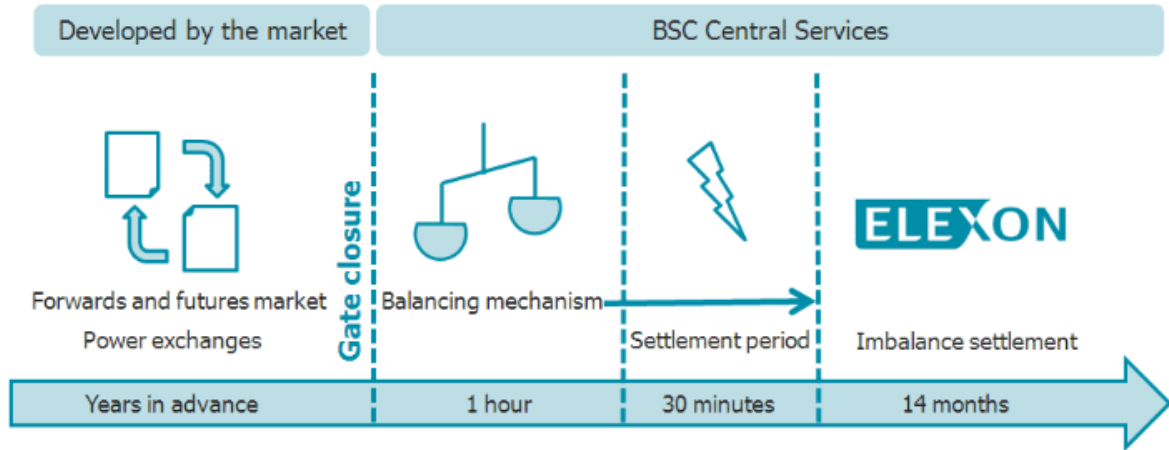 Developed by the market
BSC Central Services
Gate closure
ELEXON
Forwards and futures market
Balancing mechanism
Power exchanges
Settlement period
Imbalance settlement
Years in advance
1 hour
30 minutes
14 months